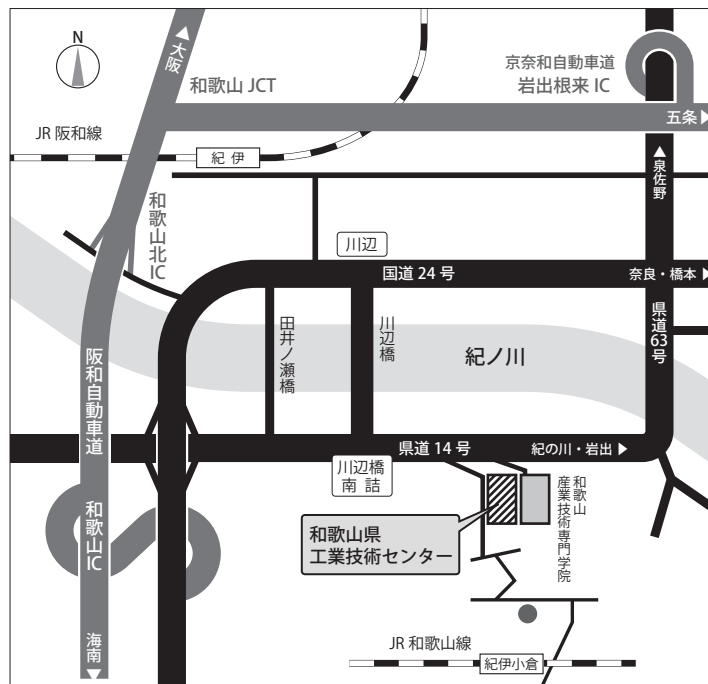 N
▲大阪
和歌山 JCT
京奈和自動車道
岩出根来 IC
五条▶
JR 阪和線
紀 伊
▲泉佐野
和歌山北IC
川辺
国道 24 号
奈良・橋本▶
県道63号
田井ノ瀬橋
川辺橋
紀ノ川
阪和自動車道
県道 14 号
紀の川・岩出▶
川辺橋
南 詰
和歌山
産業技術専門学院
和歌山県
工業技術センター
和歌山IC
海南▼
JR 和歌山線
紀伊小倉